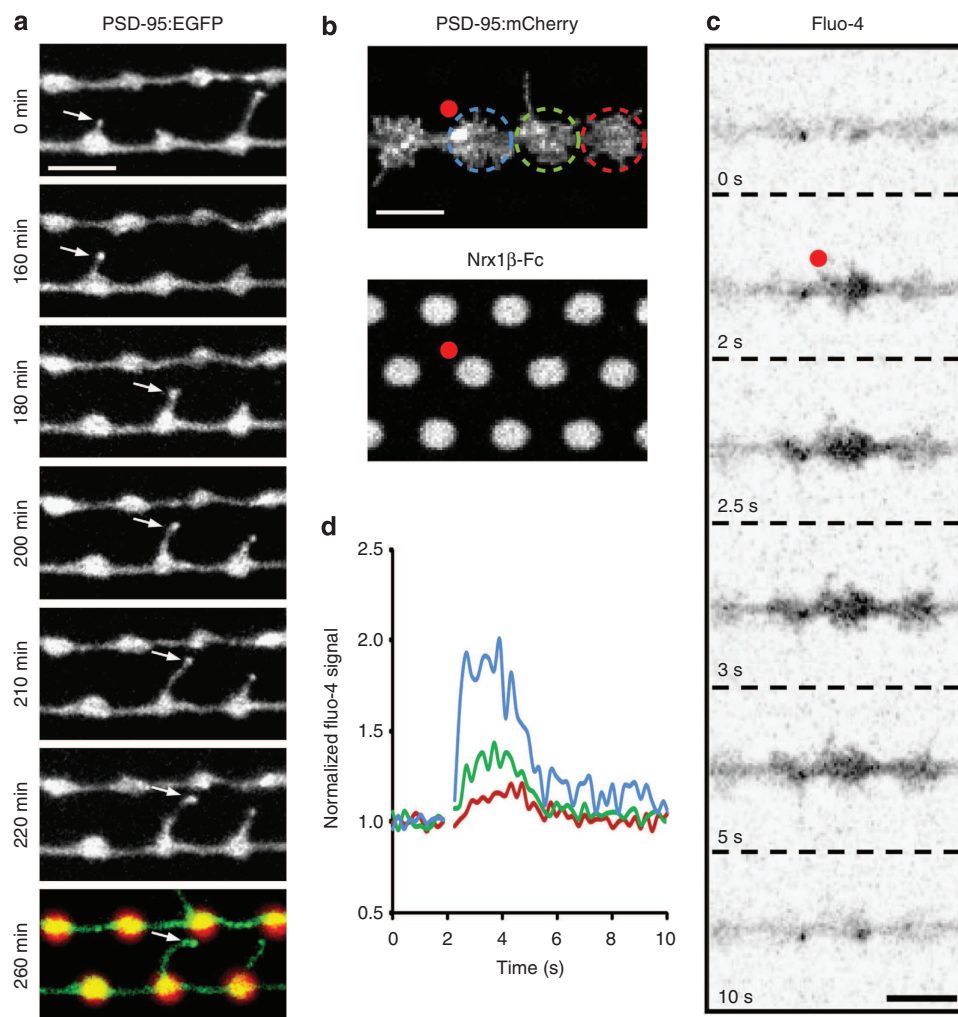 a
PSD-95:EGFP
0 min
160 min
180 min
200 min
210 min
220 min
260 min
b
PSD-95:mCherry
Nrx1β-Fc
c
Fluo-4
0 s
2 s
2.5 s
3 s
5 s
10 s
d
Normalized fluo-4 signal
2.5
2.0
1.5
1.0
0.5
0 2 4 6 8 10
Time (s)